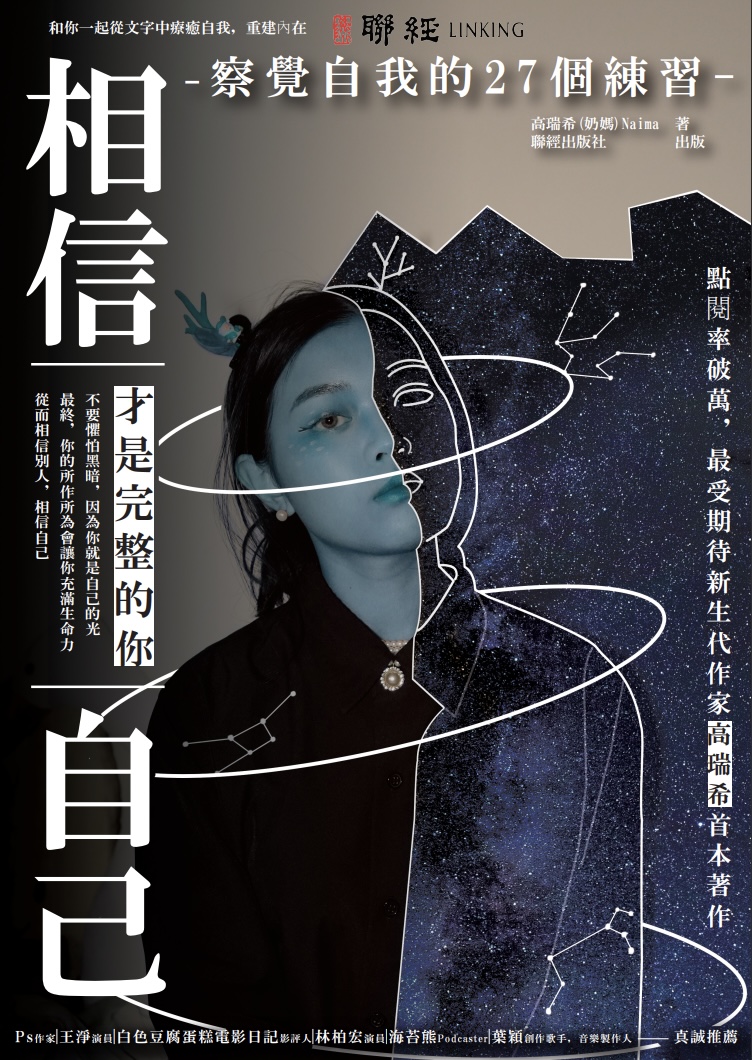 和你一起從文字中療癒自我，重建內在
聯經 LINKING
-察覺自我的27個練習-
高瑞希(奶媽)Naima 著
聯經出版社 出版
相信
才是完整的你
不要懼怕黑暗，因為你就是自己的光
最終，你的所作所為會讓你充滿生命力
從而相信別人，相信自己
自己
點閱率破萬，最受期待新生代作家高瑞希首本著作
Ps作家|王淨演員|白色豆腐蛋糕電影日記影評人|林柏宏演員|海苔熊Podcaster|葉穎創作歌手，音樂製作人 —— 真誠推薦